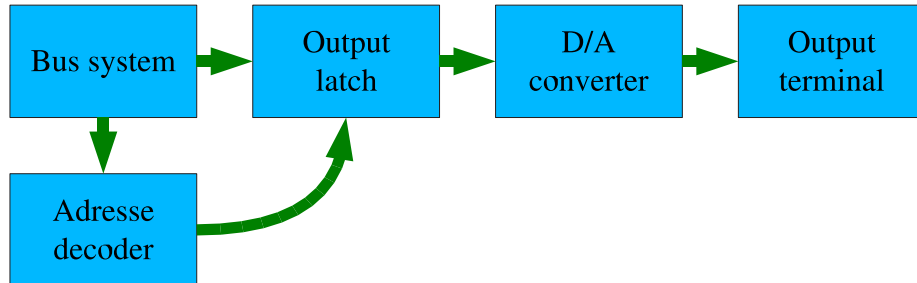 Bus system
Output
latch
D/A
converter
Output
terminal
Adresse
decoder